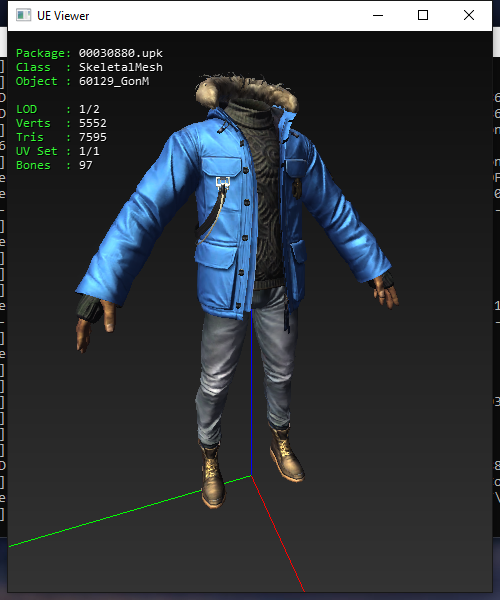 UE Viewer
Package: 00030880.upk
Class : SkeletalMesh
Object : 60129_GonM
LOD : 1/2
Verts : 5552
Tris : 7595
UV Set : 1/1
Bones : 97